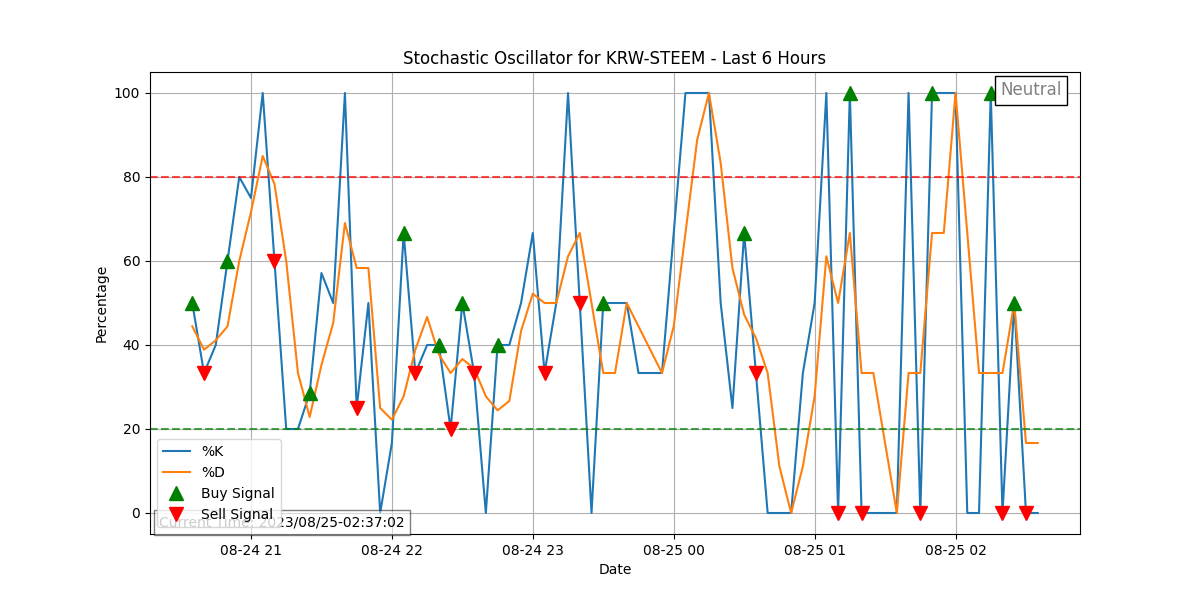 Stochastic Oscillator for KRW-STEEM - Last 6 Hours
Neutral
Percentage
100
80
60
40
20
0
%K
%D
Buy Signal
Sell Signal
Current Time: 2023/08/25-02:37:02
08-24 21
08-24 22
08-24 23
08-25 00
08-25 01
08-25 02
Date